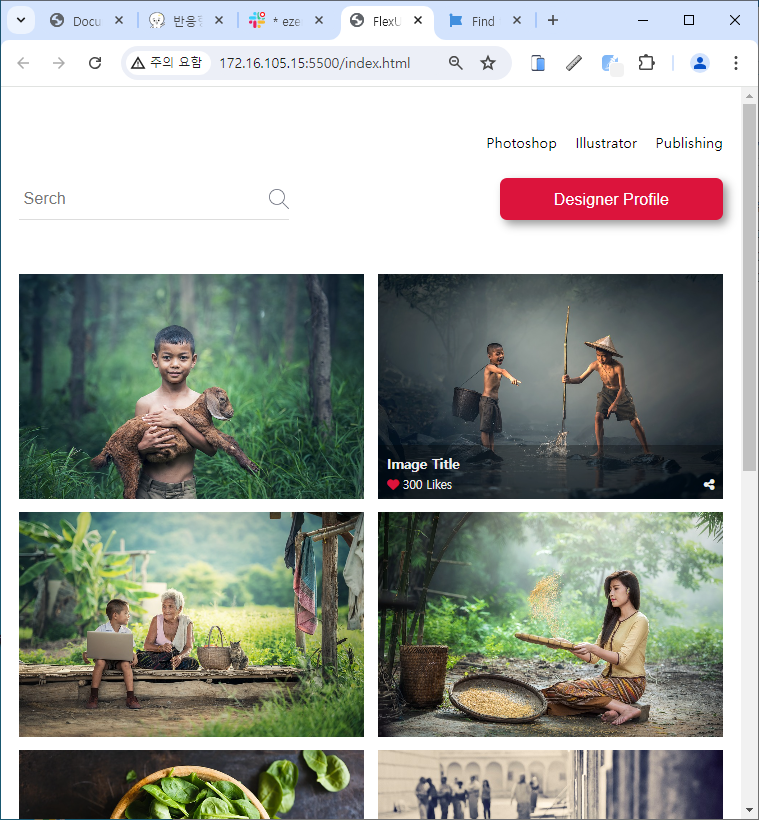 Docu
반응형
* eze
FlexU
Find
주의 요함 172.16.105.15:5500/index.html
Photoshop Illustrator Publishing
Serch
Designer Profile
Image Title
300 Likes